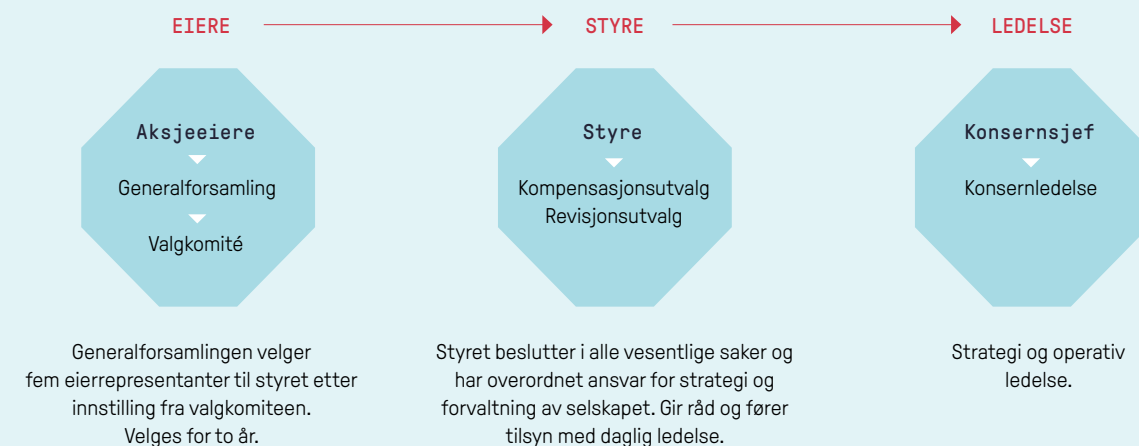 EIERE
STYRE
LEDELSE
Aksjeeiere
Generalforsamling
Valgkomité
Styre
Kompensasjonsutvalg
Revisjonsutvalg
Konsernsjef
Konsernledelse
Generalforsamlingen velger
fem eierrepresentanter til styret etter
innstilling fra valgkomiteen.
Velges for to år.
Styret beslutter i alle vesentlige saker og
har overordnet ansvar for strategi og
forvaltning av selskapet. Gir råd og fører
tilsyn med daglig ledelse.
Strategi og operativ
ledelse.